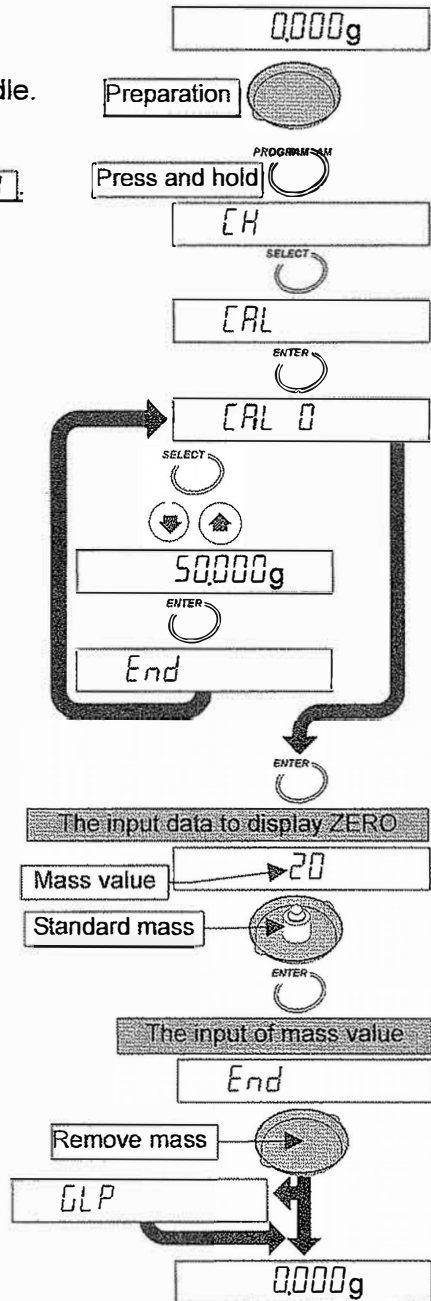 0.000g
dle.
Preparation
PROGRAM
Press and hold
CH
SELECT
CAL
ENTER
CAL 0
SELECT
50.000g
ENTER
End
ENTER
The input data to display ZERO
20
Mass value
Standard mass
ENTER
The input of mass value
End
Remove mass
GLP
0.000g